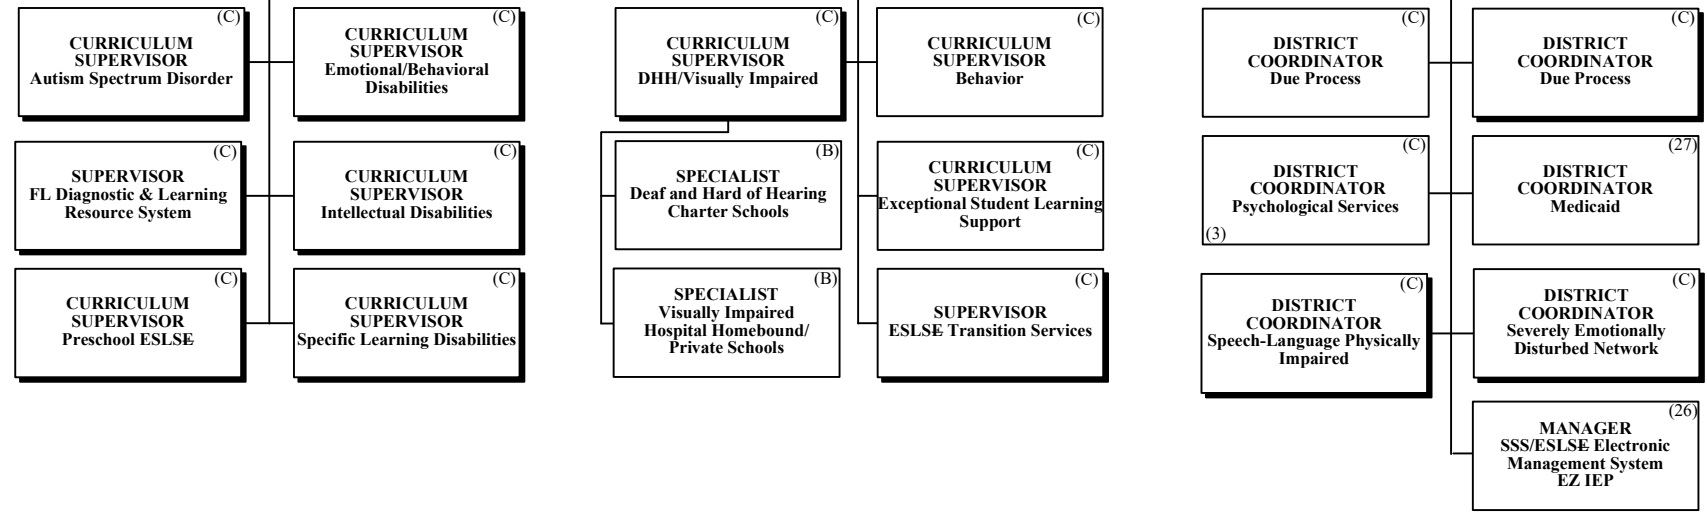 (C)
CURRICULUM
SUPERVISOR
Autism Spectrum Disorder
(C)
CURRICULUM
SUPERVISOR
Emotional/Behavioral
Disabilities
(C)
SUPERVISOR
FL Diagnostic & Learning
Resource System
(C)
CURRICULUM
SUPERVISOR
Intellectual Disabilities
(C)
CURRICULUM
SUPERVISOR
Preschool ESLSE
(C)
CURRICULUM
SUPERVISOR
Specific Learning Disabilities
(C)
CURRICULUM
SUPERVISOR
DHH/Visually Impaired
(C)
CURRICULUM
SUPERVISOR
Behavior
(B)
SPECIALIST
Deaf and Hard of Hearing
Charter Schools
(C)
CURRICULUM
SUPERVISOR
Exceptional Student Learning
Support
(B)
SPECIALIST
Visually Impaired
Hospital Homebound/
Private Schools
(C)
SUPERVISOR
ESLSE Transition Services
(C)
DISTRICT
COORDINATOR
Due Process
(C)
DISTRICT
COORDINATOR
Due Process
(C)
DISTRICT
COORDINATOR
Psychological Services
(3)
(27)
DISTRICT
COORDINATOR
Medicaid
(C)
DISTRICT
COORDINATOR
Speech-Language Physically
Impaired
(C)
DISTRICT
COORDINATOR
Severely Emotionally
Disturbed Network
(26)
MANAGER
SSS/ESLSE Electronic
Management System
EZ IEP